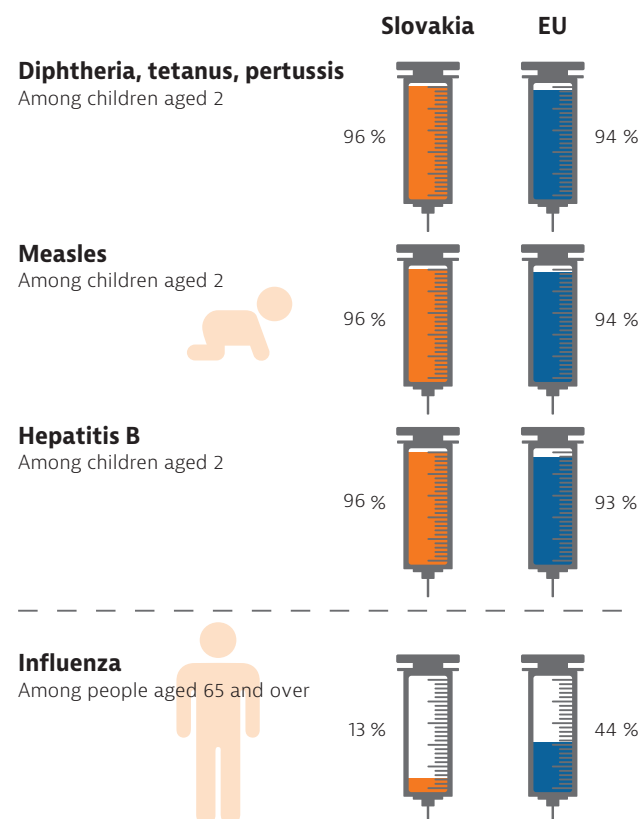 Slovakia EU
Diphtheria, tetanus, pertussis
Among children aged 2
96 % 94 %
Measles
Among children aged 2
96 % 94 %
Hepatitis B
Among children aged 2
96 % 93 %
Influenza
Among people aged 65 and over
13 % 44 %